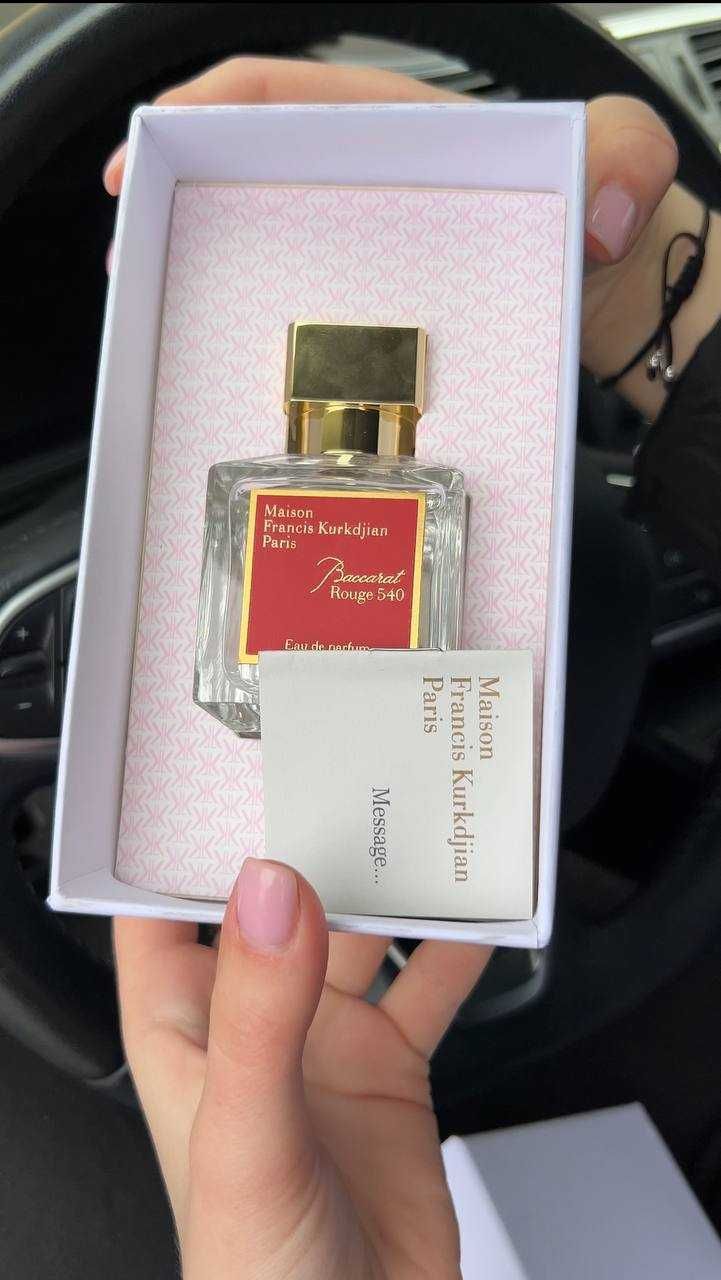 Maison
Francis Kurkdjian
Paris
Baccarat
Rouge 540
Eau de parfum
Maison
Francis Kurkdjian
Paris
Message...